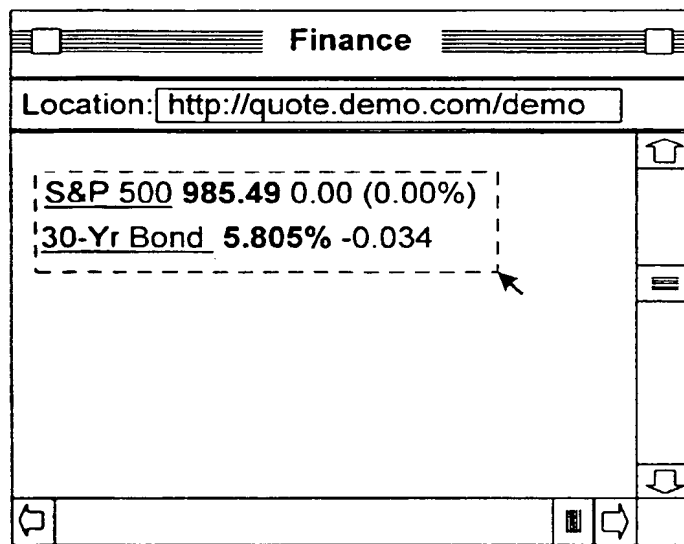 Finance
Location: http://quote.demo.com/demo
S&P 500 985.49 0.00 (0.00%)
30-Yr Bond 5.805% -0.034